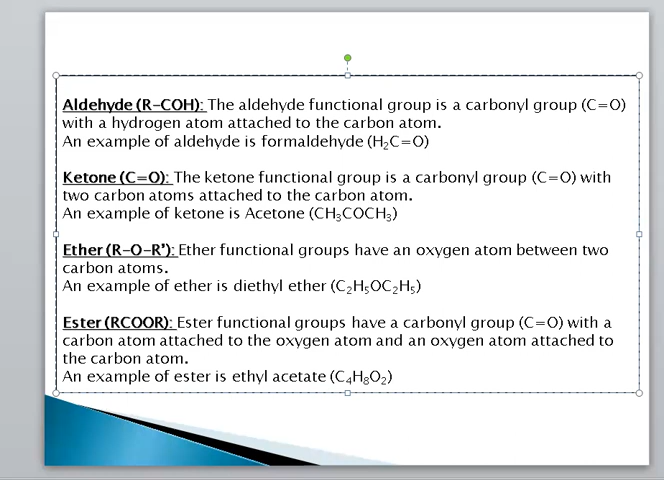 Aldehyde (R–COH): The aldehyde functional group is a carbonyl group (C=O)
with a hydrogen atom attached to the carbon atom.
An example of aldehyde is formaldehyde (H₂C=O)
Ketone (C=O): The ketone functional group is a carbonyl group (C=O) with
two carbon atoms attached to the carbon atom.
An example of ketone is Acetone (CH₃COCH₃)
Ether (R–O–R’): Ether functional groups have an oxygen atom between two
carbon atoms.
An example of ether is diethyl ether (C₂H₅OC₂H₅)
Ester (RCOOR): Ester functional groups have a carbonyl group (C=O) with a
carbon atom attached to the oxygen atom and an oxygen atom attached to
the carbon atom.
An example of ester is ethyl acetate (C₄H₈O₂)